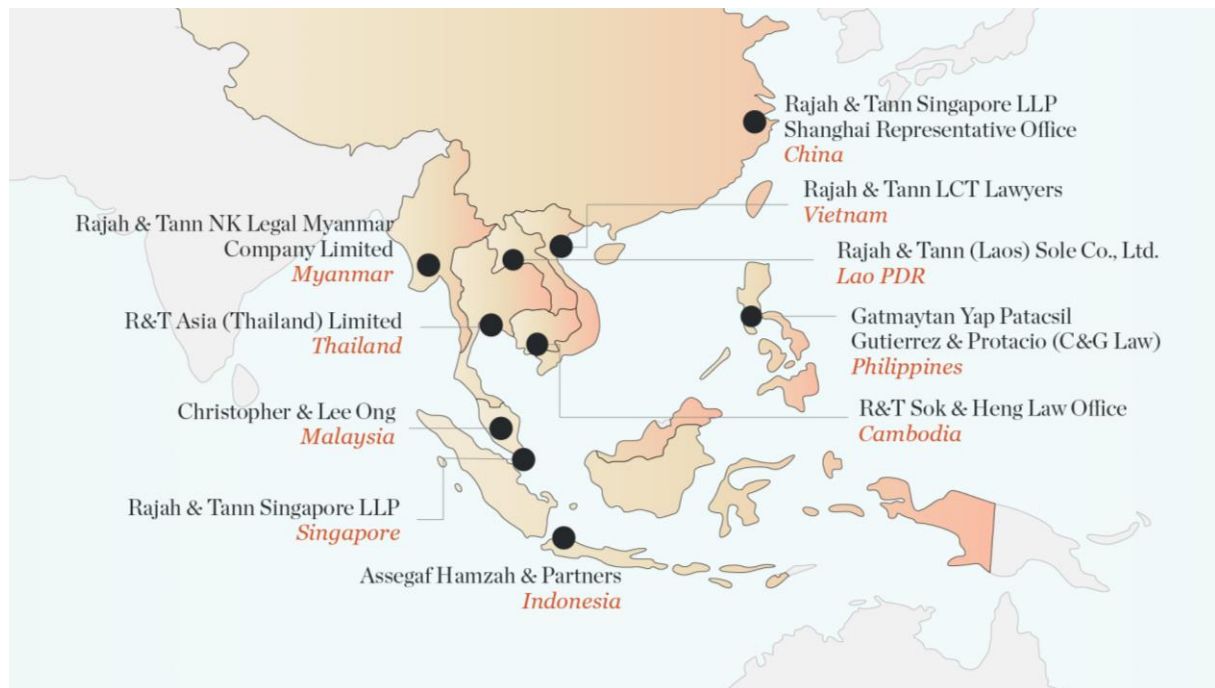 Rajah & Tann Singapore LLP
Shanghai Representative Office
China
Rajah & Tann LCT Lawyers
Vietnam
Rajah & Tann NK Legal Myanmar
Company Limited
Myanmar
Rajah & Tann (Laos) Sole Co., Ltd.
Lao PDR
R&T Asia (Thailand) Limited
Thailand
Gatmaytan Yap Patacsil
Gutierrez & Protacio (C&G Law)
Philippines
Christopher & Lee Ong
Malaysia
R&T Sok & Heng Law Office
Cambodia
Rajah & Tann Singapore LLP
Singapore
Assegaf Hamzah & Partners
Indonesia